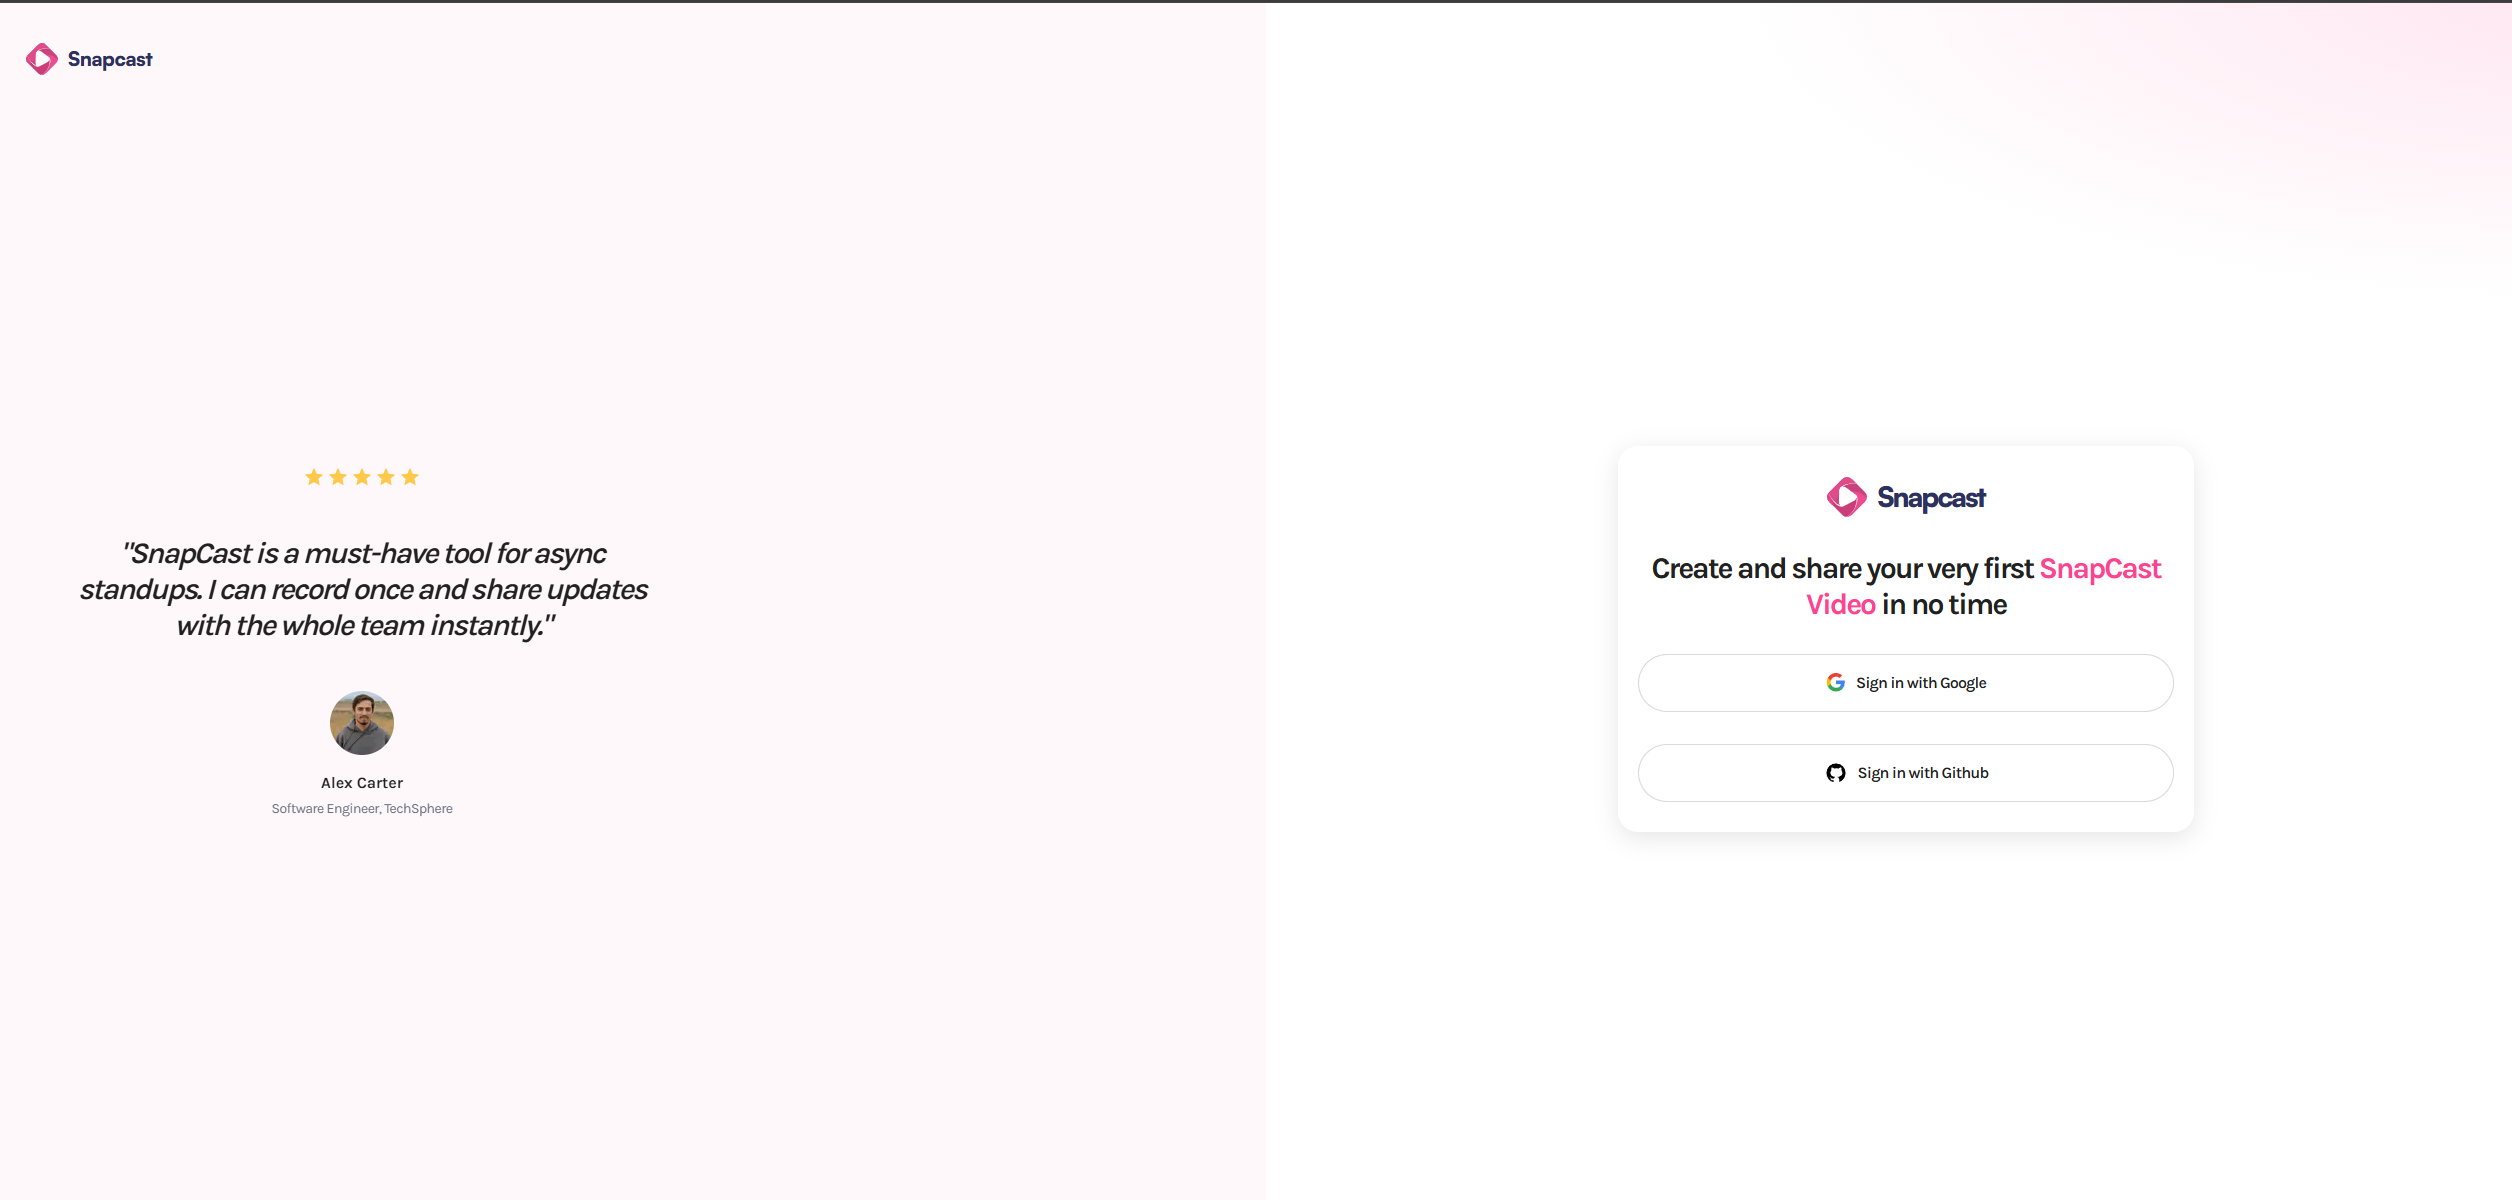 Snapcast
"SnapCast is a must-have tool for async
standups. I can record once and share updates
with the whole team instantly."
Alex Carter
Software Engineer, TechSphere
Snapcast
Create and share your very first SnapCast
Video in no time
Sign in with Google
Sign in with Github